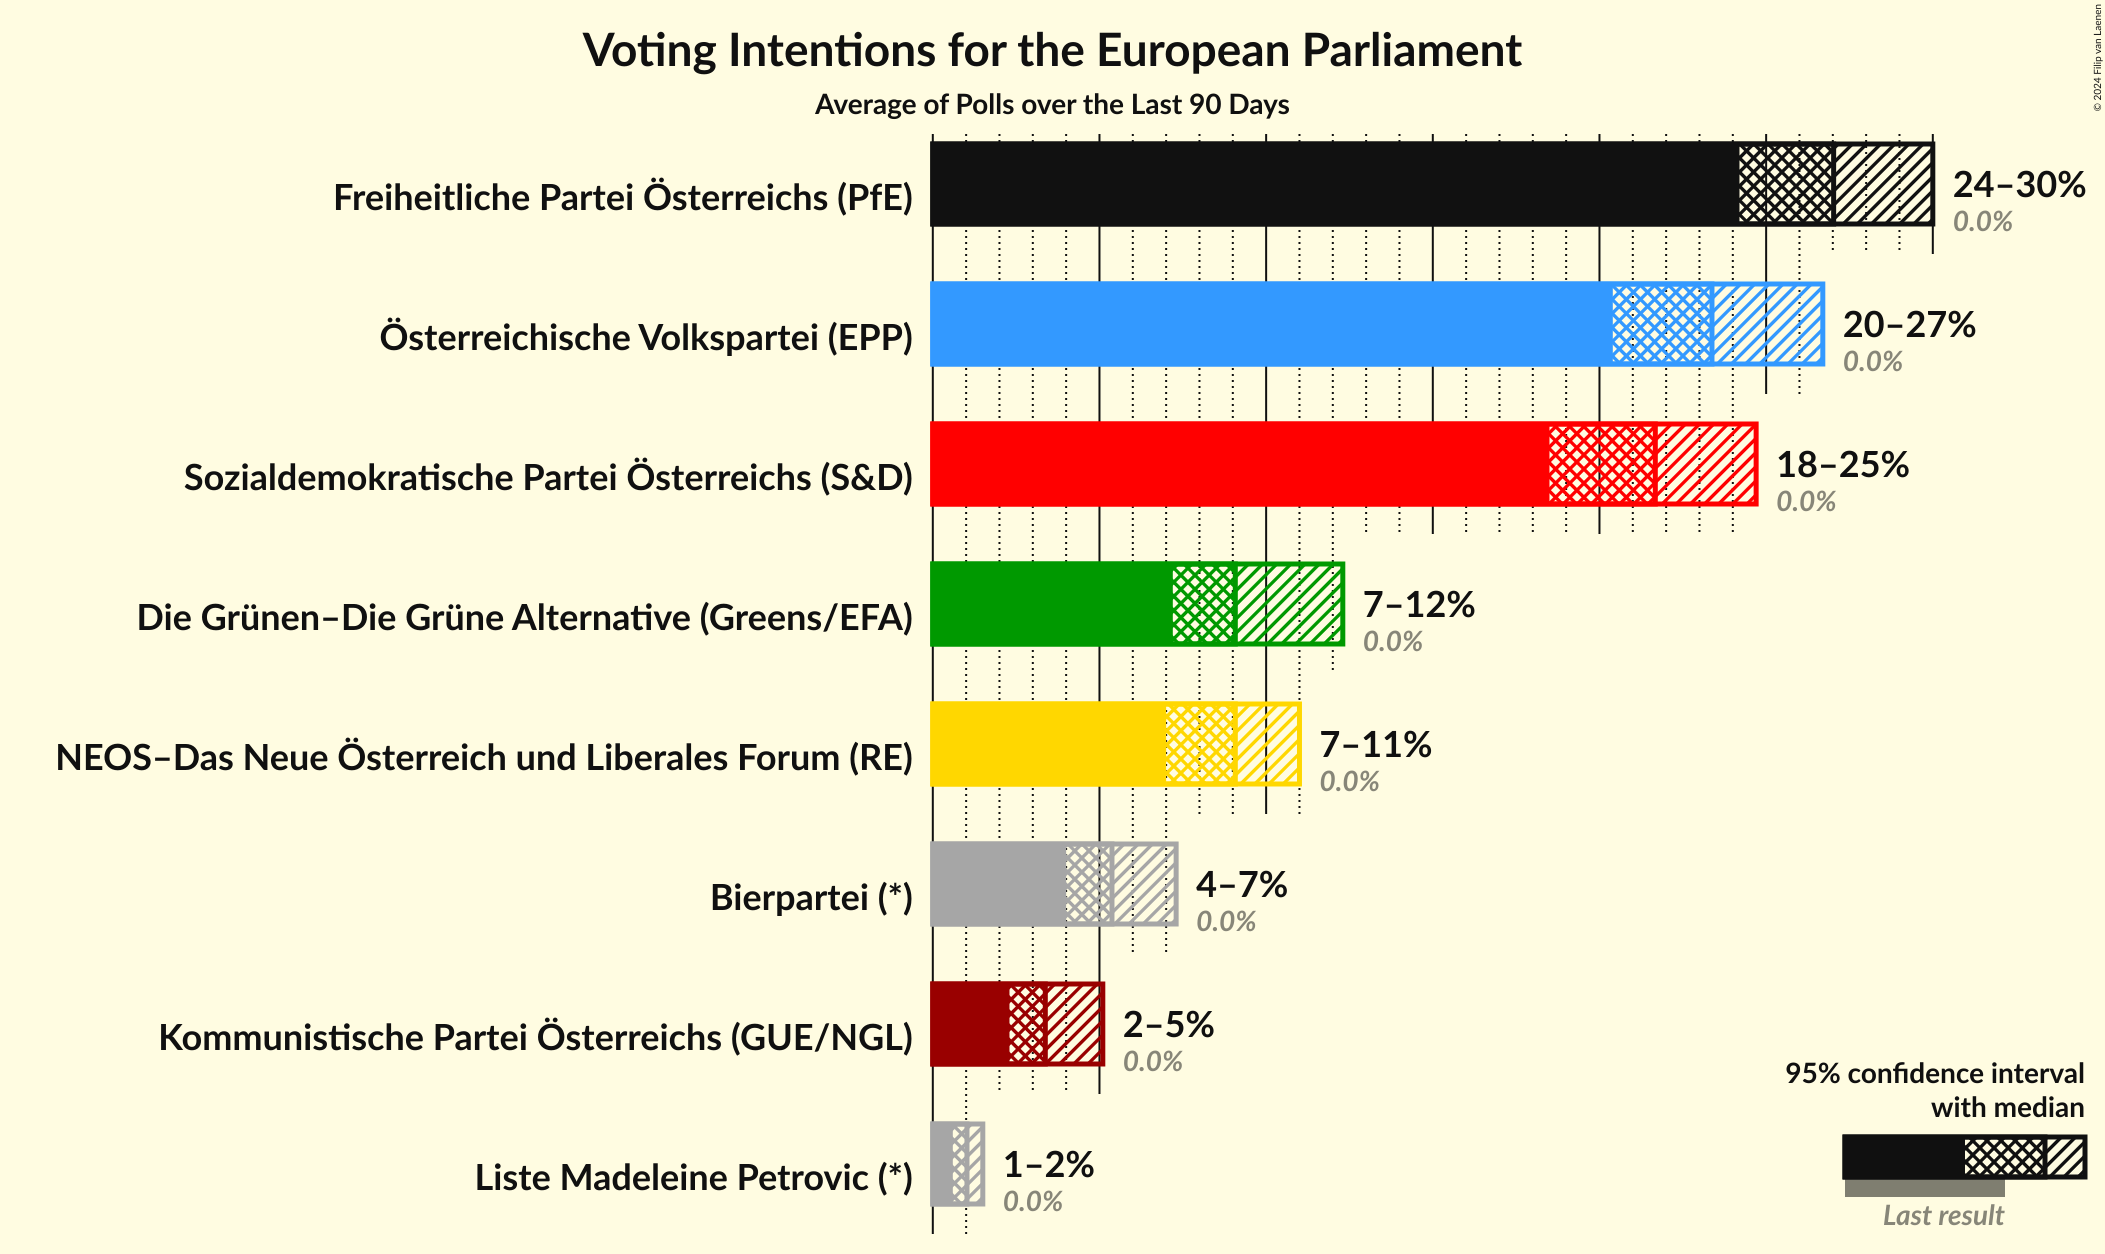 Voting Intentions for the European Parliament
Average of Polls over the Last 90 Days
© 2024 Filip van Laenen
Freiheitliche Partei Österreichs (PfE)
24–30%
0.0%
Österreichische Volkspartei (EPP)
20–27%
0.0%
Sozialdemokratische Partei Österreichs (S&D)
18–25%
0.0%
Die Grünen–Die Grüne Alternative (Greens/EFA)
7–12%
0.0%
NEOS–Das Neue Österreich und Liberales Forum (RE)
7–11%
0.0%
Bierpartei (*)
4–7%
0.0%
Kommunistische Partei Österreichs (GUE/NGL)
2–5%
0.0%
Liste Madeleine Petrovic (*)
1–2%
0.0%
95% confidence interval
with median
Last result